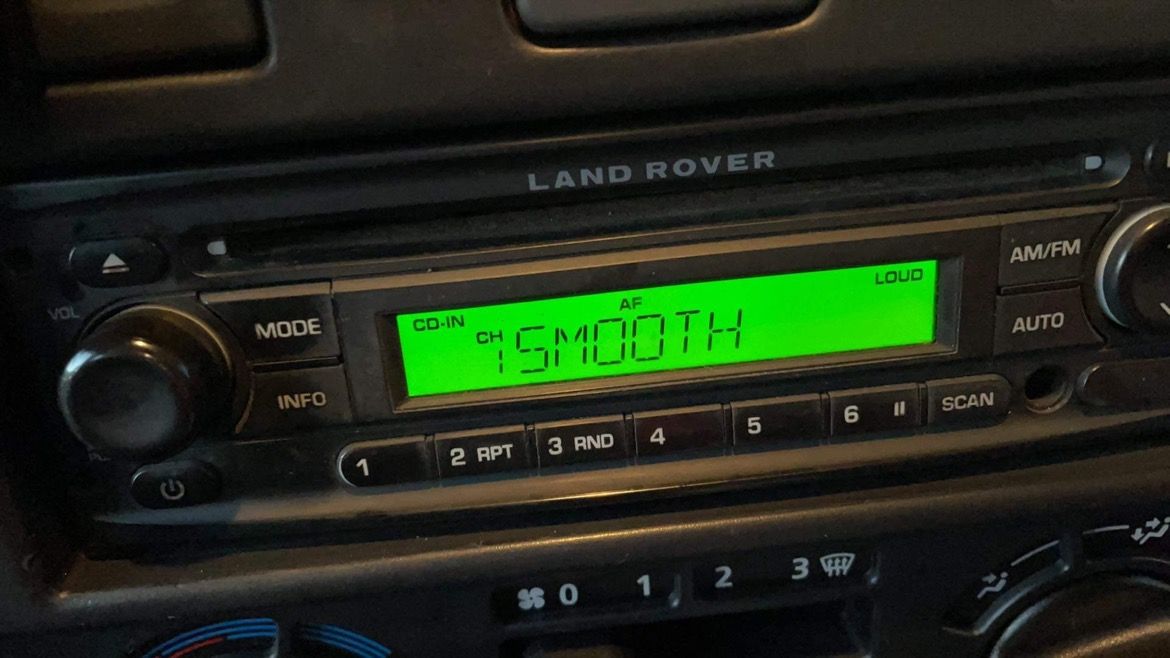 LAND ROVER
VOL
MODE
INFO
CD-IN
AF
LOUD
CH
1 SMOOTH
AM/FM
AUTO
1
2 RPT
3 RND
4
5
6
SCAN
0 1 2 3